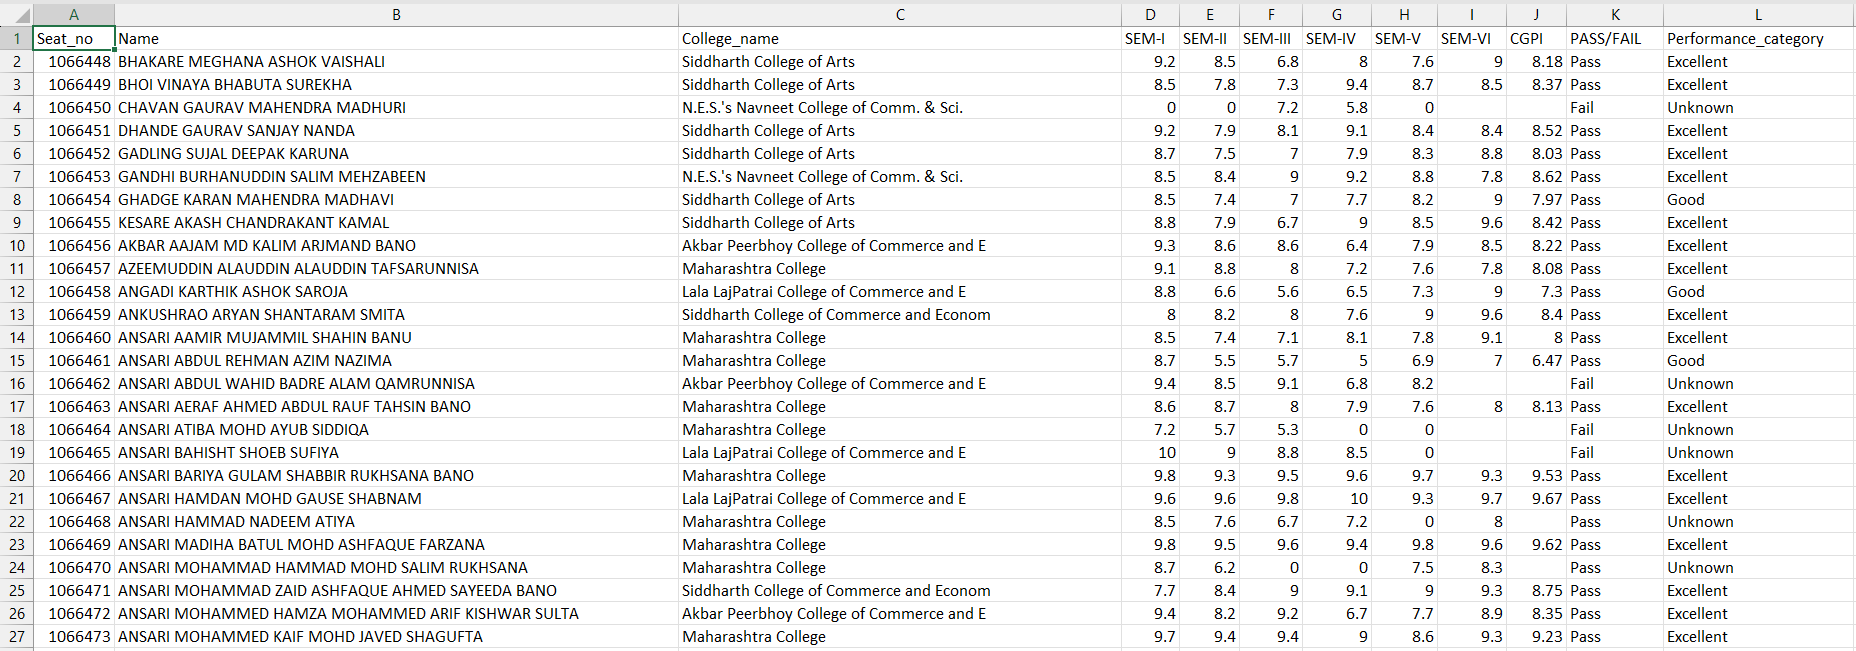 A B C D E F G H I J K L
1 Seat_no Name College_name SEM-I SEM-II SEM-III SEM-IV SEM-V SEM-VI CGPI PASS/FAIL Performance_category
2 1066448 BHAKARE MEGHANA ASHOK VAISHALI Siddharth College of Arts 9.2 8.5 6.8 8 7.6 9 8.18 Pass Excellent
3 1066449 BHOI VINAYA BHABUTA SUREKHA Siddharth College of Arts 8.5 7.8 7.3 9.4 8.7 8.5 8.37 Pass Excellent
4 1066450 CHAVAN GAURAV MAHENDRA MADHURI N.E.S.'s Navneet College of Comm. & Sci. 0 0 7.2 5.8 0 Fail Unknown
5 1066451 DHANDE GAURAV SANJAY NANDA Siddharth College of Arts 9.2 7.9 8.1 9.1 8.4 8.4 8.52 Pass Excellent
6 1066452 GADLING SUJAL DEEPAK KARUNA Siddharth College of Arts 8.7 7.5 7 7.9 8.3 8.8 8.03 Pass Excellent
7 1066453 GANDHI BURHANUDDIN SALIM MEHZABEEN N.E.S.'s Navneet College of Comm. & Sci. 8.5 8.4 9 9.2 8.8 7.8 8.62 Pass Excellent
8 1066454 GHADGE KARAN MAHENDRA MADHAVI Siddharth College of Arts 8.5 7.4 7 7.7 8.2 9 7.97 Pass Good
9 1066455 KESARE AKASH CHANDRAKANT KAMAL Siddharth College of Arts 8.8 7.9 6.7 9 8.5 9.6 8.42 Pass Excellent
10 1066456 AKBAR AAJAM MD KALIM ARJMAND BANO Akbar Peerbhoy College of Commerce and E 9.3 8.6 8.6 6.4 7.9 8.5 8.22 Pass Excellent
11 1066457 AZEEMUDDIN ALAUDDIN ALAUDDIN TAFSARUNNISA Maharashtra College 9.1 8.8 8 7.2 7.6 7.8 8.08 Pass Excellent
12 1066458 ANGADI KARTHIK ASHOK SAROJA Lala LajPatrai College of Commerce and E 8.8 6.6 5.6 6.5 7.3 9 7.3 Pass Good
13 1066459 ANKUSHRAO ARYAN SHANTARAM SMITA Siddharth College of Commerce and Econom 8 8.2 8 7.6 9 9.6 8.4 Pass Excellent
14 1066460 ANSARI AAMIR MUJAMMIL SHAHIN BANU Maharashtra College 8.5 7.4 7.1 8.1 7.8 9.1 8 Pass Excellent
15 1066461 ANSARI ABDUL REHMAN AZIM NAZIMA Maharashtra College 8.7 5.5 5.7 5 6.9 7 6.47 Pass Good
16 1066462 ANSARI ABDUL WAHID BADRE ALAM QAMRUNNISA Akbar Peerbhoy College of Commerce and E 9.4 8.5 9.1 6.8 8.2 Fail Unknown
17 1066463 ANSARI AERAF AHMED ABDUL RAUF TAHSIN BANO Maharashtra College 8.6 8.7 8 7.9 7.6 8 8.13 Pass Excellent
18 1066464 ANSARI ATIBA MOHD AYUB SIDDIQA Maharashtra College 7.2 5.7 5.3 0 0 Fail Unknown
19 1066465 ANSARI BAHISHT SHOEB SUFIYA Lala LajPatrai College of Commerce and E 10 9 8.8 8.5 0 Fail Unknown
20 1066466 ANSARI BARIYA GULAM SHABBIR RUKHSANA BANO Maharashtra College 9.8 9.3 9.5 9.6 9.7 9.3 9.53 Pass Excellent
21 1066467 ANSARI HAMDAN MOHD GAUSE SHABNAM Lala LajPatrai College of Commerce and E 9.6 9.6 9.8 10 9.3 9.7 9.67 Pass Excellent
22 1066468 ANSARI HAMMAD NADEEM ATIYA Maharashtra College 8.5 7.6 6.7 7.2 0 8 Pass Unknown
23 1066469 ANSARI MADIHA BATUL MOHD ASHFAQUE FARZANA Maharashtra College 9.8 9.5 9.6 9.4 9.8 9.6 9.62 Pass Excellent
24 1066470 ANSARI MOHAMMAD HAMMAD MOHD SALIM RUKHSANA Maharashtra College 8.7 6.2 0 0 7.5 8.3 Pass Unknown
25 1066471 ANSARI MOHAMMAD ZAID ASHFAQUE AHMED SAYEEDA BANO Siddharth College of Commerce and Econom 7.7 8.4 9 9.1 9 9.3 8.75 Pass Excellent
26 1066472 ANSARI MOHAMMED HAMZA MOHAMMED ARIF KISHWAR SULTA Akbar Peerbhoy College of Commerce and E 9.4 8.2 9.2 6.7 7.7 8.9 8.35 Pass Excellent
27 1066473 ANSARI MOHAMMED KAIF MOHD JAVED SHAGUFTA Maharashtra College 9.7 9.4 9.4 9 8.6 9.3 9.23 Pass Excellent